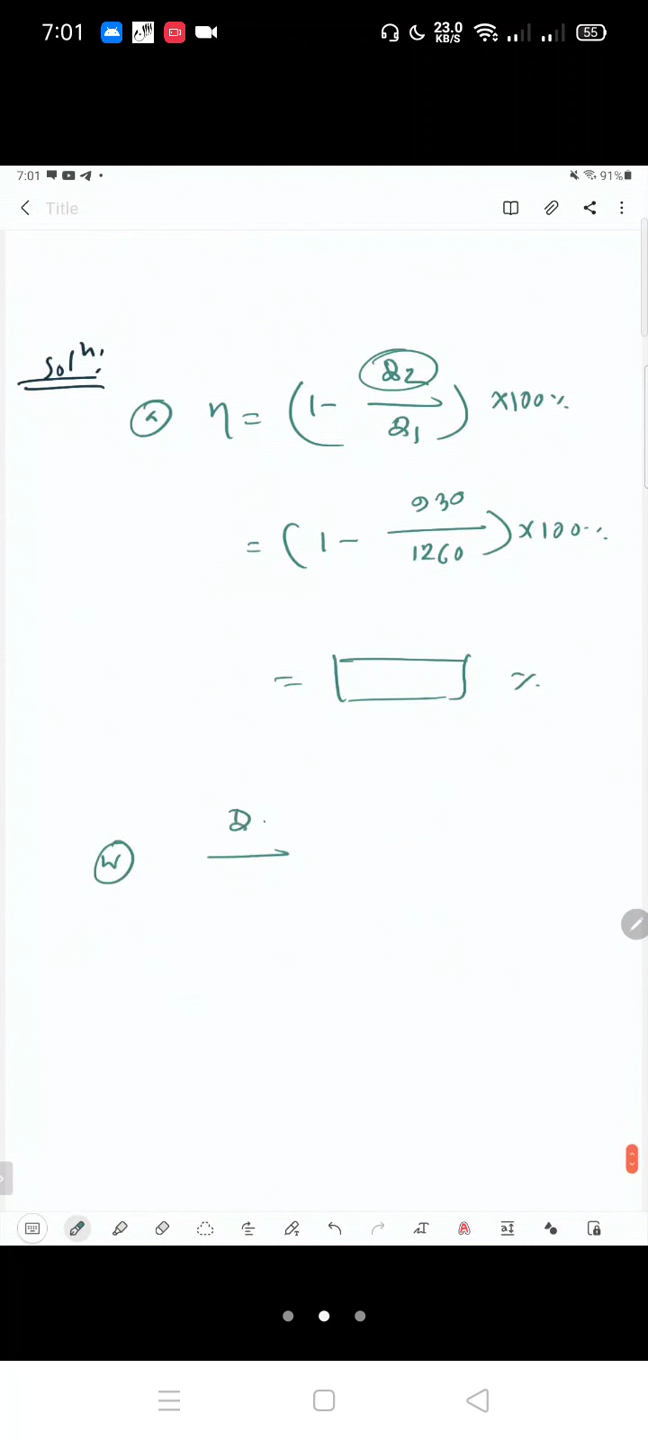 7:01 23.0 KB/S 55
7:01 91%
Title
Solⁿ:
η = (1 - Q2/Q1) ×100%
= (1 - 930/1260) ×100%
= %
Q